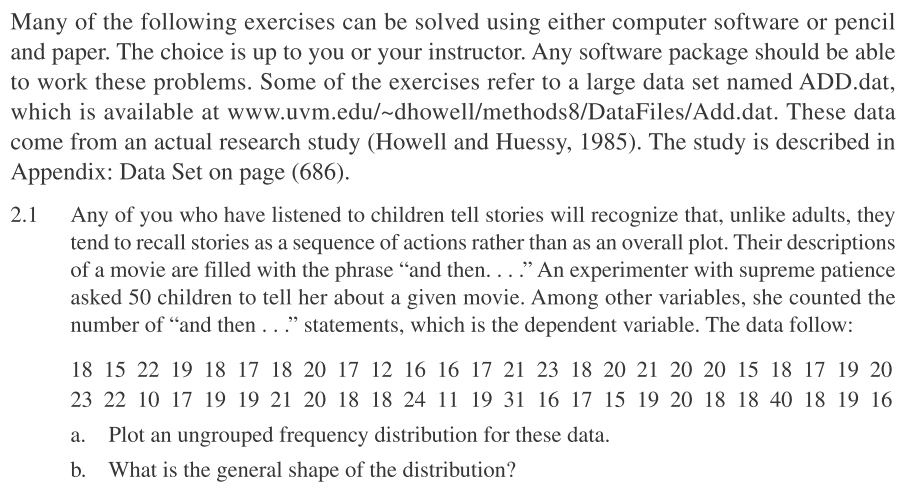 Many of the following exercises can be solved using either computer software or pencil
and paper. The choice is up to you or your instructor. Any software package should be able
to work these problems. Some of the exercises refer to a large data set named ADD.dat,
which is available at www.uvm.edu/~dhowell/methods8/DataFiles/Add.dat. These data
come from an actual research study (Howell and Huessy, 1985). The study is described in
Appendix: Data Set on page (686).
2.1 Any of you who have listened to children tell stories will recognize that, unlike adults, they
tend to recall stories as a sequence of actions rather than as an overall plot. Their descriptions
of a movie are filled with the phrase “and then. . . .” An experimenter with supreme patience
asked 50 children to tell her about a given movie. Among other variables, she counted the
number of “and then . . .” statements, which is the dependent variable. The data follow:
18 15 22 19 18 17 18 20 17 12 16 16 17 21 23 18 20 21 20 20 15 18 17 19 20
23 22 10 17 19 19 21 20 18 18 24 11 19 31 16 17 15 19 20 18 18 40 18 19 16
a. Plot an ungrouped frequency distribution for these data.
b. What is the general shape of the distribution?